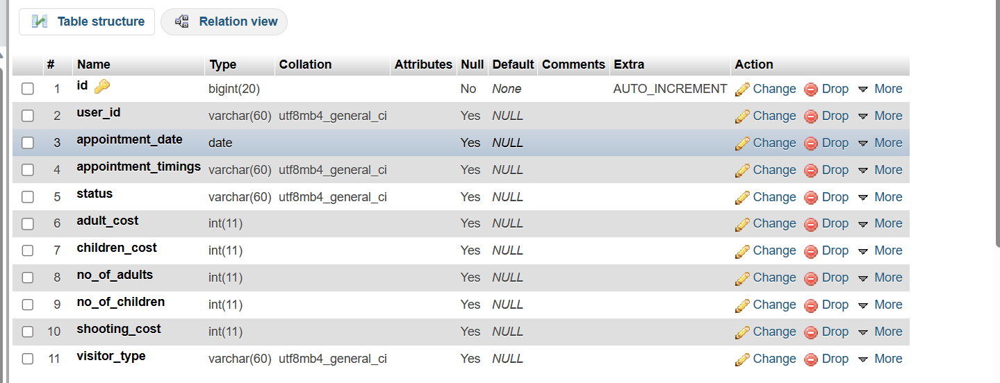 Table structure Relation view
# Name Type Collation Attributes Null Default Comments Extra Action
1 id bigint(20) No None AUTO_INCREMENT Change Drop More
2 user_id varchar(60) utf8mb4_general_ci Yes NULL Change Drop More
3 appointment_date date Yes NULL Change Drop More
4 appointment_timings varchar(60) utf8mb4_general_ci Yes NULL Change Drop More
5 status varchar(60) utf8mb4_general_ci Yes NULL Change Drop More
6 adult_cost int(11) Yes NULL Change Drop More
7 children_cost int(11) Yes NULL Change Drop More
8 no_of_adults int(11) Yes NULL Change Drop More
9 no_of_children int(11) Yes NULL Change Drop More
10 shooting_cost int(11) Yes NULL Change Drop More
11 visitor_type varchar(60) utf8mb4_general_ci Yes NULL Change Drop More